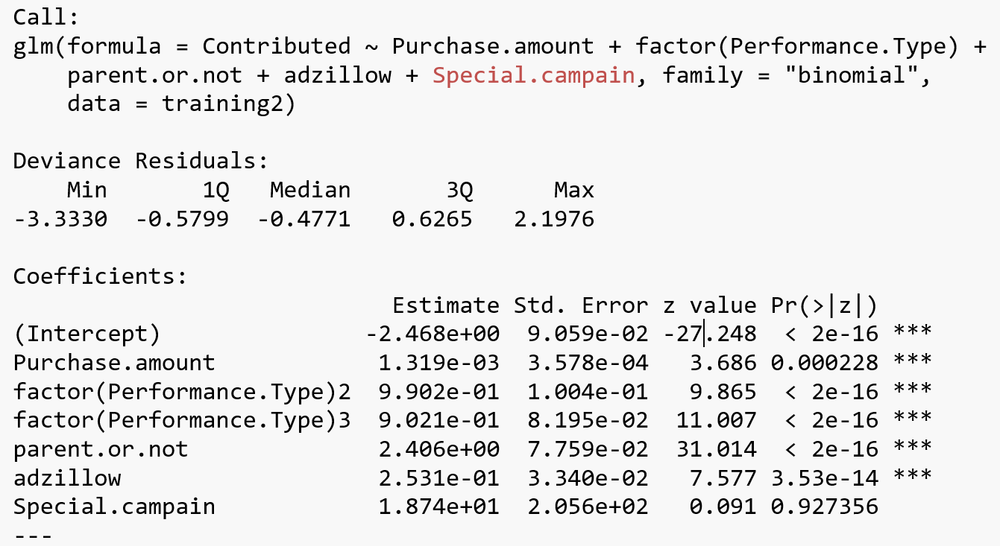 Call:
glm(formula = Contributed ~ Purchase.amount + factor(Performance.Type) +
    parent.or.not + adzillow + Special.campain, family = "binomial",
    data = training2)
Deviance Residuals:
    Min       1Q   Median       3Q      Max
-3.3330  -0.5799  -0.4771   0.6265   2.1976
Coefficients:
                            Estimate Std. Error z value Pr(>|z|)
(Intercept)               -2.468e+00  9.059e-02 -27.248  < 2e-16 ***
Purchase.amount            1.319e-03  3.578e-04   3.686 0.000228 ***
factor(Performance.Type)2  9.902e-01  1.004e-01   9.865  < 2e-16 ***
factor(Performance.Type)3  9.021e-01  8.195e-02  11.007  < 2e-16 ***
parent.or.not              2.406e+00  7.759e-02  31.014  < 2e-16 ***
adzillow                   2.531e-01  3.340e-02   7.577 3.53e-14 ***
Special.campain            1.874e+01  2.056e+02   0.091 0.927356
---